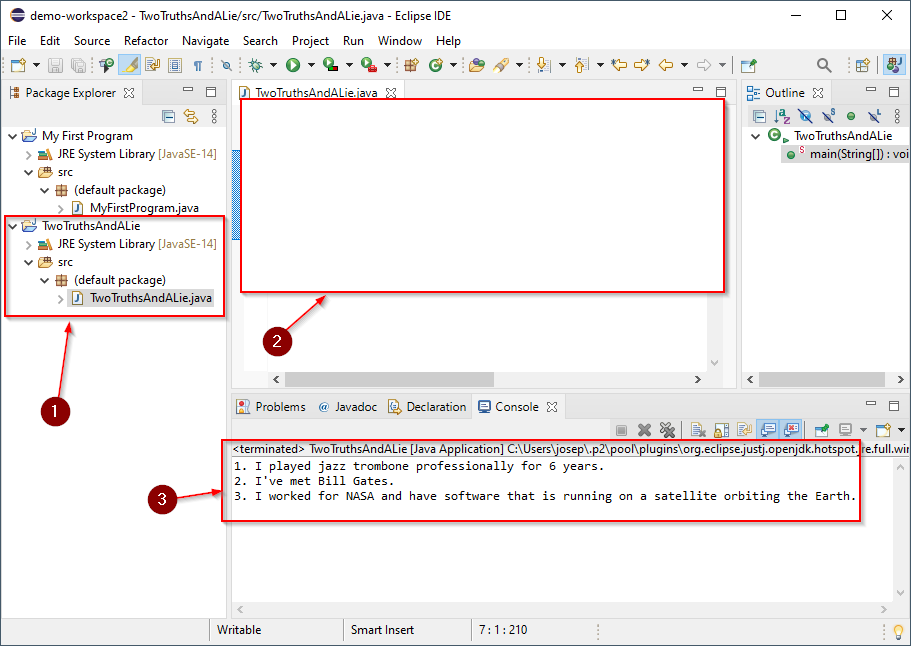 demo-workspace2 - TwoTruthsAndALie/src/TwoTruthsAndALie.java - Eclipse IDE
File Edit Source Refactor Navigate Search Project Run Window Help
Package Explorer
My First Program
JRE System Library [JavaSE-14]
src
(default package)
MyFirstProgram.java
TwoTruthsAndALie
JRE System Library [JavaSE-14]
src
(default package)
TwoTruthsAndALie.java
1
TwoTruthsAndALie.java
2
Outline
TwoTruthsAndALie
main(String[]) : voi
Problems @ Javadoc Declaration Console
<terminated> TwoTruthsAndALie [Java Application] C:\Users\josep\.p2\pool\plugins\org.eclipse.justj.openjdk.hotspot.jre.full.win
1. I played jazz trombone professionally for 6 years.
2. I've met Bill Gates.
3. I worked for NASA and have software that is running on a satellite orbiting the Earth.
3
Writable Smart Insert 7 : 1 : 210